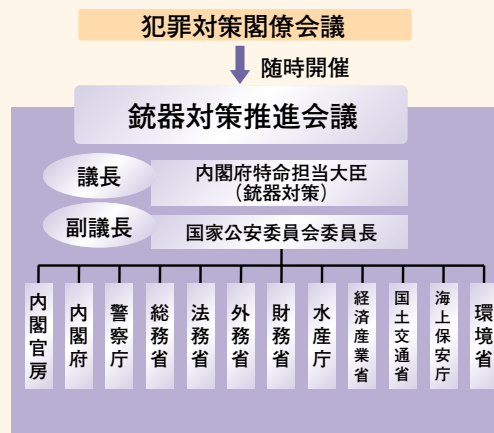 犯罪対策閣僚会議
随時開催
銃器対策推進会議
議長
内閣府特命担当大臣
（銃器対策）
副議長
国家公安委員会委員長
内閣官房
内閣府
警察庁
総務省
法務省
外務省
財務省
水産庁
経済産業省
国土交通省
海上保安庁
環境省